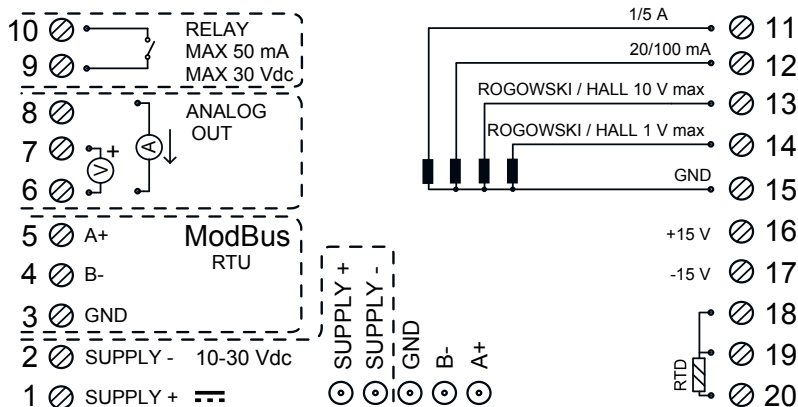 10
RELAY
MAX 50 mA
9
MAX 30 Vdc
8
ANALOG
OUT
7
V
+
A
6
5 A+
ModBus
RTU
4 B-
3 GND
2 SUPPLY - 10-30 Vdc
1 SUPPLY +
SUPPLY +
SUPPLY -
GND
B-
A+
1/5 A
11
20/100 mA
12
ROGOWSKI / HALL 10 V max
13
ROGOWSKI / HALL 1 V max
14
GND
15
+15 V
16
-15 V
17
18
19
RTD
20